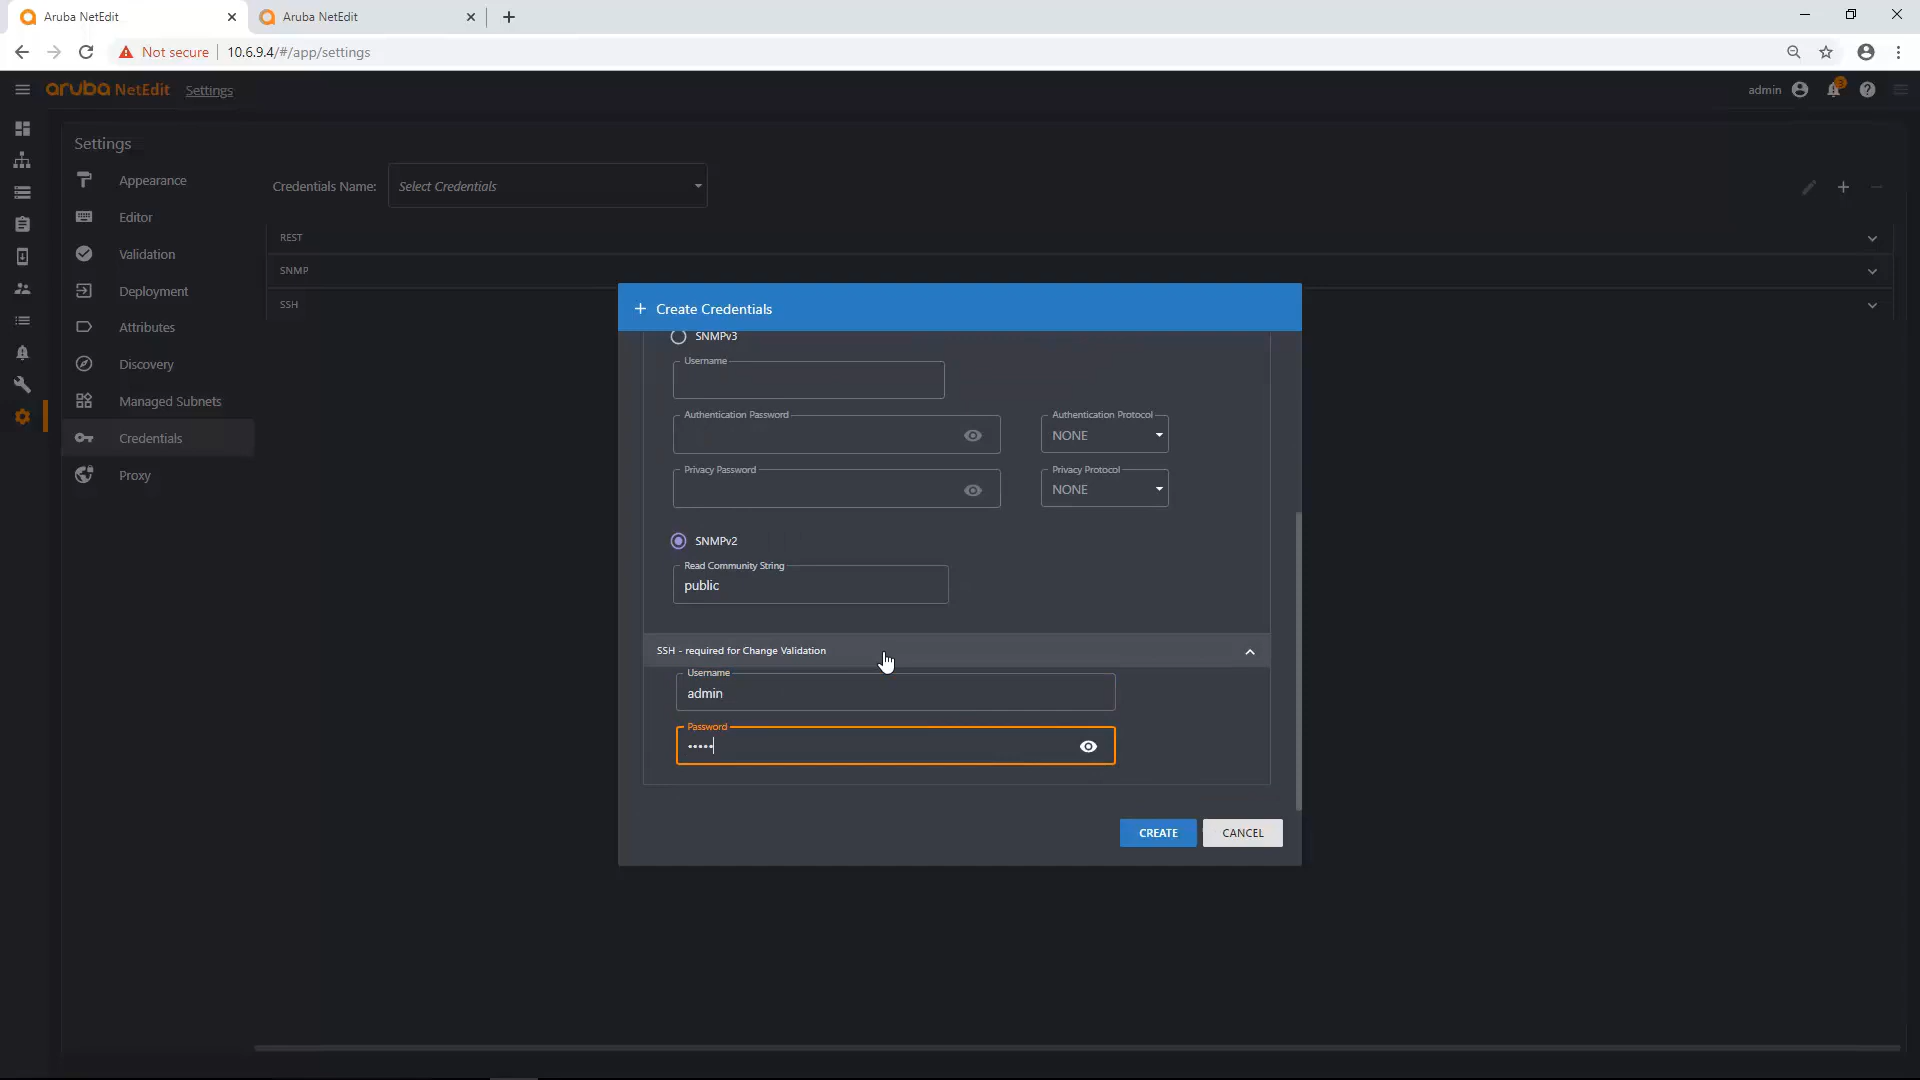 Aruba NetEdit
Aruba NetEdit
Not secure
10.6.9.4/#/app/settings
aruba NetEdit Settings
admin
3
Settings
Appearance
Credentials Name: Select Credentials
Editor
REST
Validation
SNMP
Deployment
SSH
Create Credentials
Attributes
SNMPv3
Discovery
Username
Managed Subnets
Authentication Password
Authentication Protocol
NONE
Credentials
Privacy Password
Privacy Protocol
NONE
Proxy
SNMPv2
Read Community String
public
SSH - required for Change Validation
Username
admin
Password
•••••
CREATE CANCEL